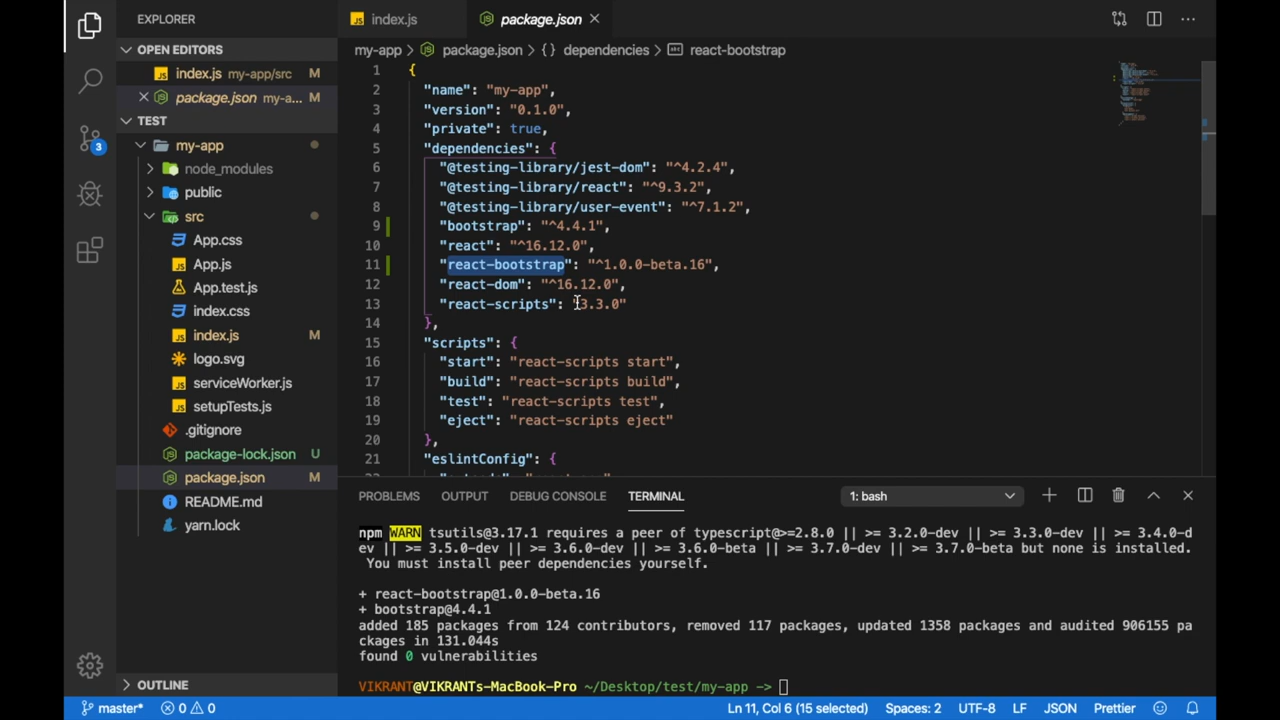 EXPLORER
OPEN EDITORS
index.js my-app/src M
package.json my-a... M
TEST
my-app
node_modules
public
src
App.css
App.js
App.test.js
index.css
index.js M
logo.svg
serviceWorker.js
setupTests.js
.gitignore
package-lock.json U
package.json M
README.md
yarn.lock
OUTLINE
3
index.js
package.json
my-app > package.json > {} dependencies > react-bootstrap
1 {
2 "name": "my-app",
3 "version": "0.1.0",
4 "private": true,
5 "dependencies": {
6 "@testing-library/jest-dom": "^4.2.4",
7 "@testing-library/react": "^9.3.2",
8 "@testing-library/user-event": "^7.1.2",
9 "bootstrap": "^4.4.1",
10 "react": "^16.12.0",
11 "react-bootstrap": "^1.0.0-beta.16",
12 "react-dom": "^16.12.0",
13 "react-scripts": "3.3.0"
14 },
15 "scripts": {
16 "start": "react-scripts start",
17 "build": "react-scripts build",
18 "test": "react-scripts test",
19 "eject": "react-scripts eject"
20 },
21 "eslintConfig": {
PROBLEMS OUTPUT DEBUG CONSOLE TERMINAL 1: bash
npm WARN tsutils@3.17.1 requires a peer of typescript@>=2.8.0 || >= 3.2.0-dev || >= 3.3.0-dev || >= 3.4.0-d
ev || >= 3.5.0-dev || >= 3.6.0-dev || >= 3.6.0-beta || >= 3.7.0-dev || >= 3.7.0-beta but none is installed.
You must install peer dependencies yourself.
+ react-bootstrap@1.0.0-beta.16
+ bootstrap@4.4.1
added 185 packages from 124 contributors, removed 117 packages, updated 1358 packages and audited 906155 pa
ckages in 131.044s
found 0 vulnerabilities
VIKRANT@VIKRANTs-MacBook-Pro ~/Desktop/test/my-app ->
master* 0 0 Ln 11, Col 6 (15 selected) Spaces: 2 UTF-8 LF JSON Prettier